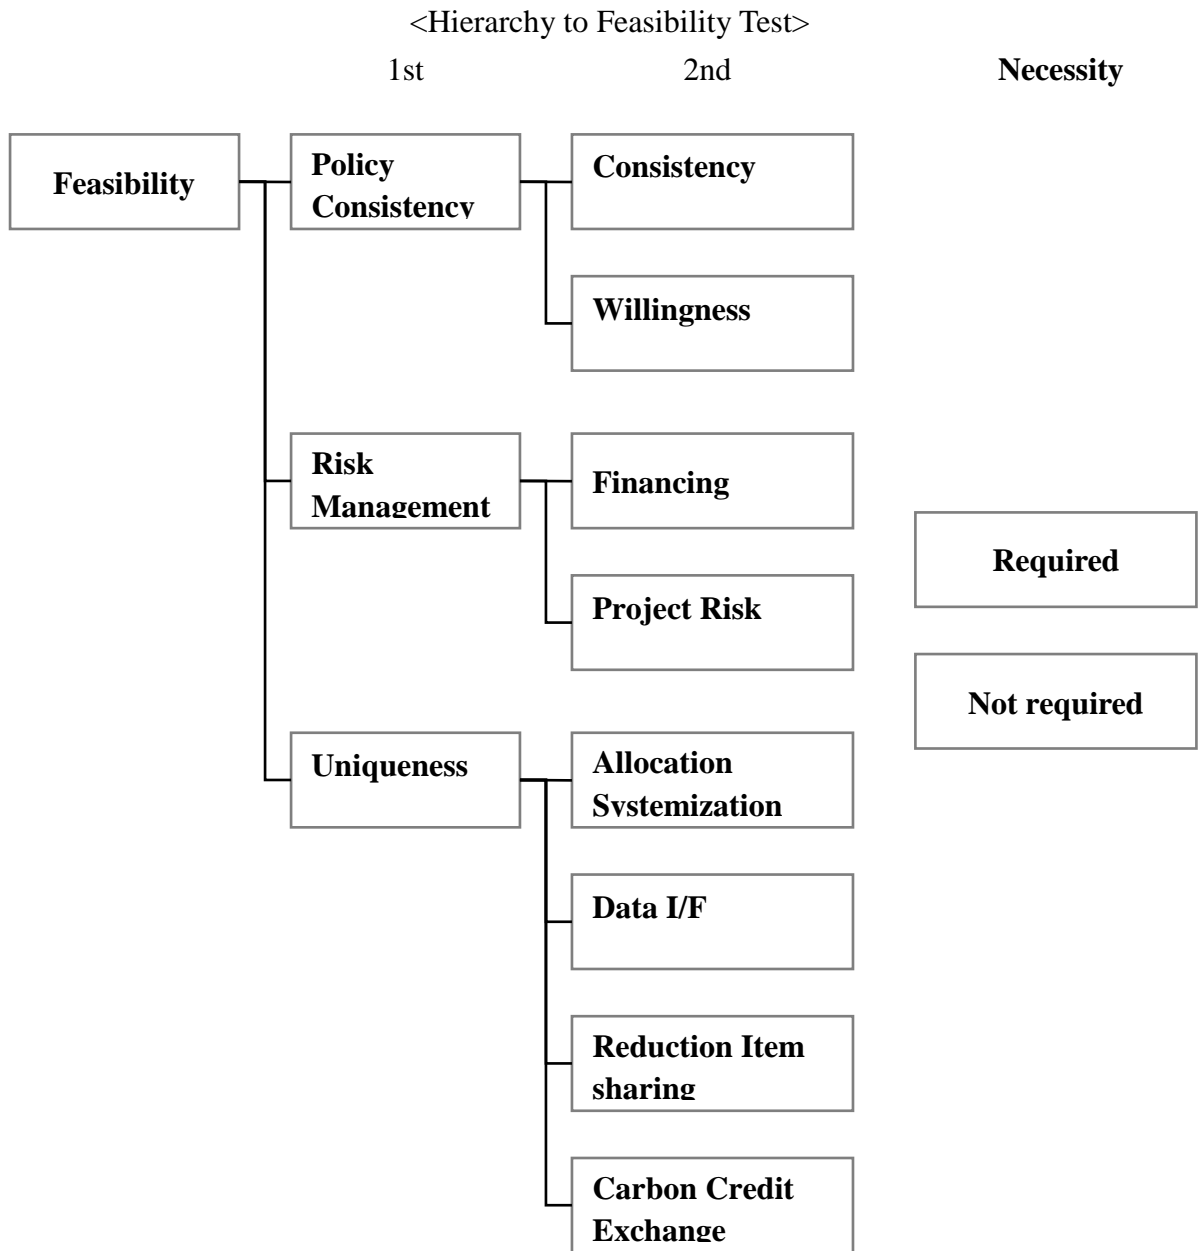 <Hierarchy to Feasibility Test>
1st 2nd Necessity
Feasibility
Policy
Consistency
Consistency
Willingness
Risk
Management
Financing
Project Risk
Required
Not required
Uniqueness
Allocation
Systemization
Data I/F
Reduction Item
sharing
Carbon Credit
Exchange